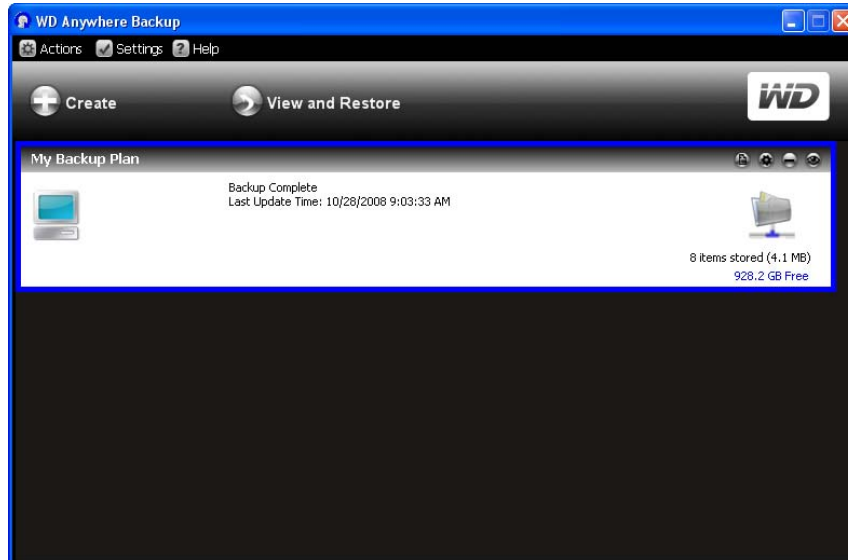 WD Anywhere Backup
Actions Settings Help
Create View and Restore
WD
My Backup Plan
Backup Complete
Last Update Time: 10/28/2008 9:03:33 AM
8 items stored (4.1 MB)
928.2 GB Free